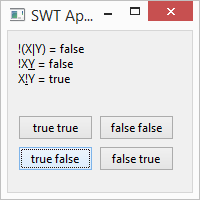 SWT Ap...
!(X|Y) = false
!XY = false
X!Y = true
true true
false false
true false
false true